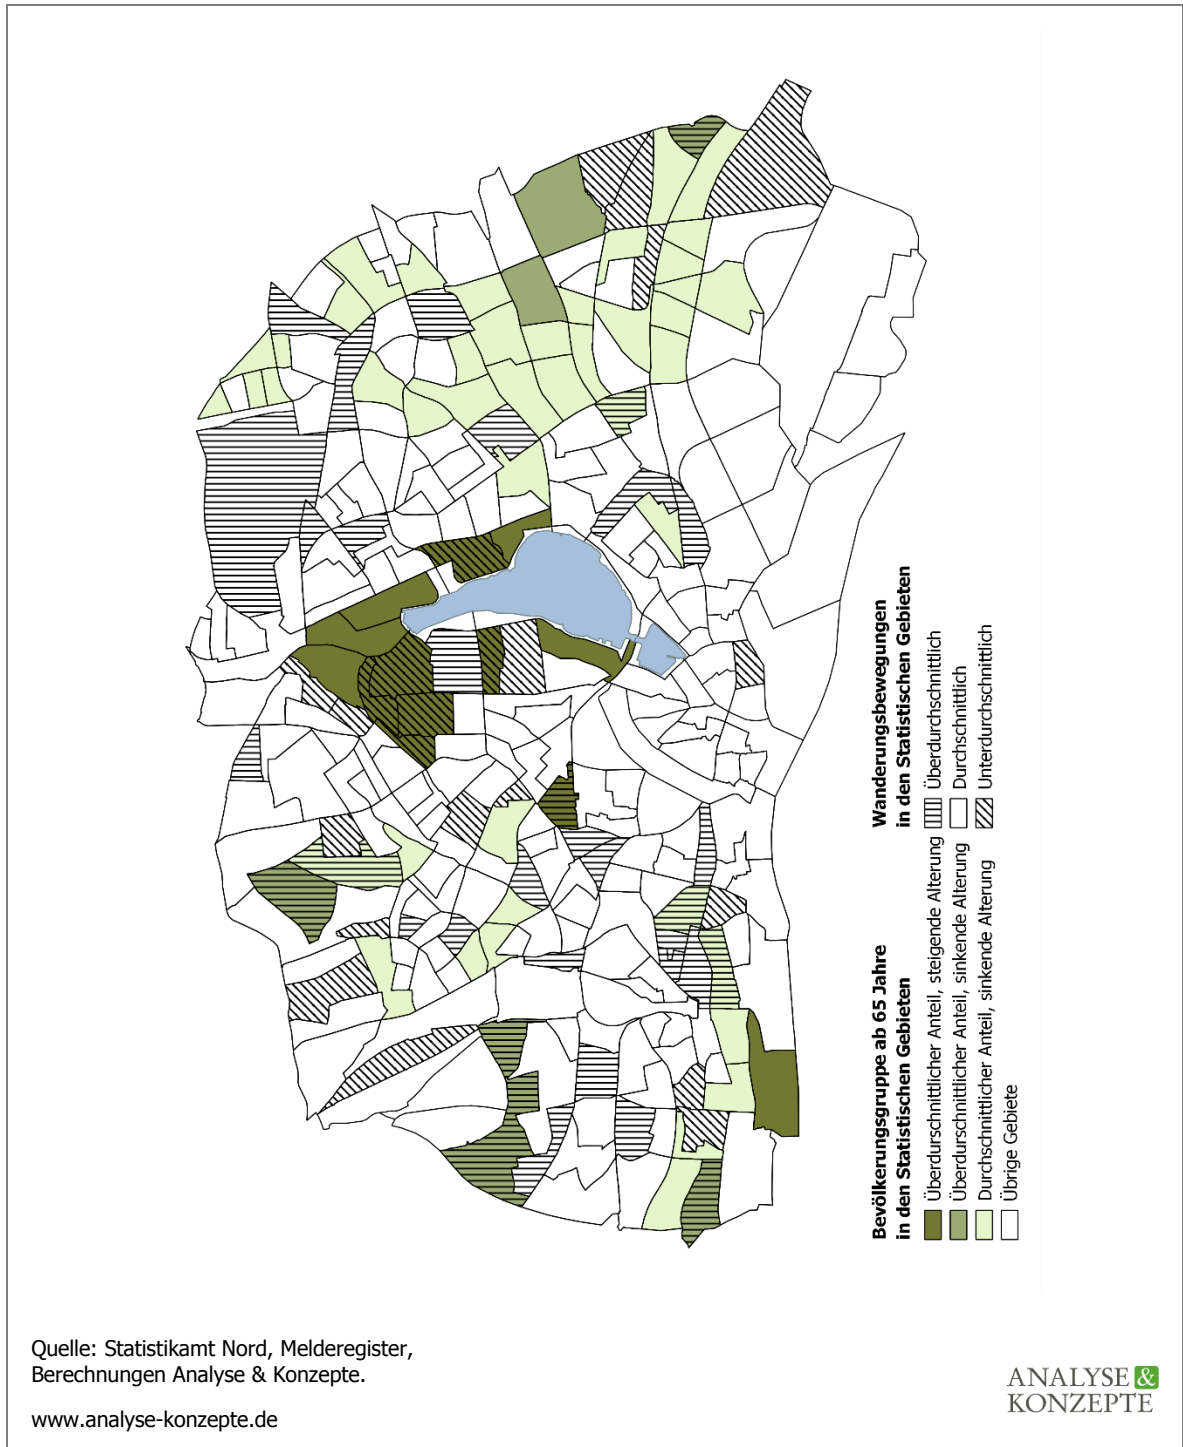 Bevölkerungsgruppe ab 65 Jahre
in den Statistischen Gebieten
Überdurschnittlicher Anteil, steigende Alterung
Überdurschnittlicher Anteil, sinkende Alterung
Durchschnittlicher Anteil, sinkende Alterung
Übrige Gebiete
Wanderungsbewegungen
in den Statistischen Gebieten
Überdurchschnittlich
Durchschnittlich
Unterdurchschnittlich
Quelle: Statistikamt Nord, Melderegister,
Berechnungen Analyse & Konzepte.
www.analyse-konzepte.de
ANALYSE &
KONZEPTE